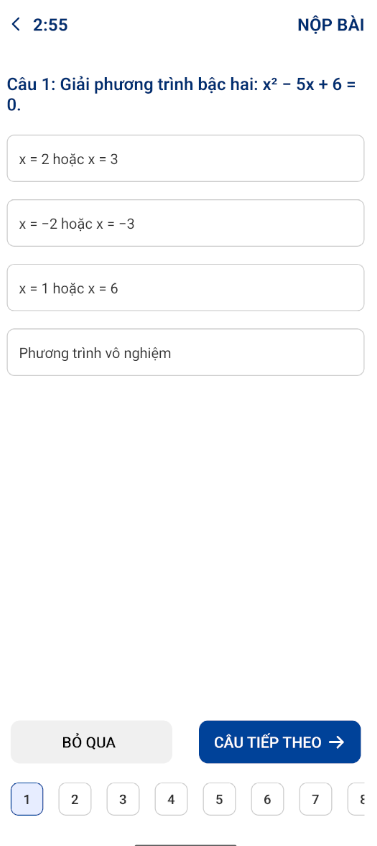 2:55
NỘP BÀI
Câu 1: Giải phương trình bậc hai: x² − 5x + 6 =
0.
x = 2 hoặc x = 3
x = −2 hoặc x = −3
x = 1 hoặc x = 6
Phương trình vô nghiệm
BỎ QUA
CÂU TIẾP THEO →
1 2 3 4 5 6 7